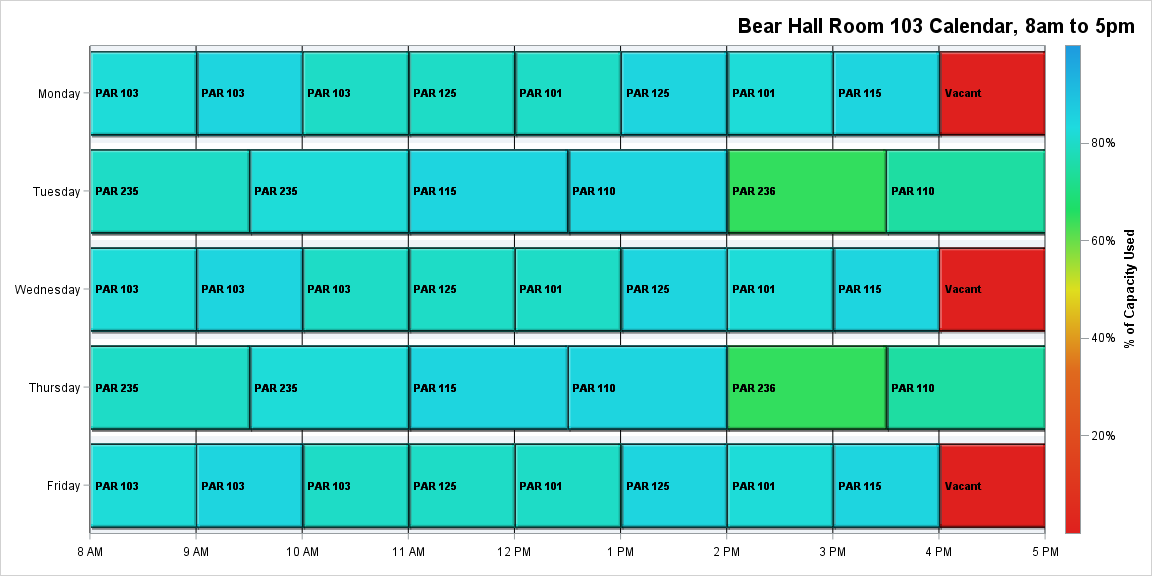 Bear Hall Room 103 Calendar, 8am to 5pm
Monday
PAR 103
PAR 103
PAR 103
PAR 125
PAR 101
PAR 125
PAR 101
PAR 115
Vacant
Tuesday
PAR 235
PAR 235
PAR 115
PAR 110
PAR 236
PAR 110
Wednesday
PAR 103
PAR 103
PAR 103
PAR 125
PAR 101
PAR 125
PAR 101
PAR 115
Vacant
Thursday
PAR 235
PAR 235
PAR 115
PAR 110
PAR 236
PAR 110
Friday
PAR 103
PAR 103
PAR 103
PAR 125
PAR 101
PAR 125
PAR 101
PAR 115
Vacant
8 AM
9 AM
10 AM
11 AM
12 PM
1 PM
2 PM
3 PM
4 PM
5 PM
80%
60%
40%
20%
% of Capacity Used